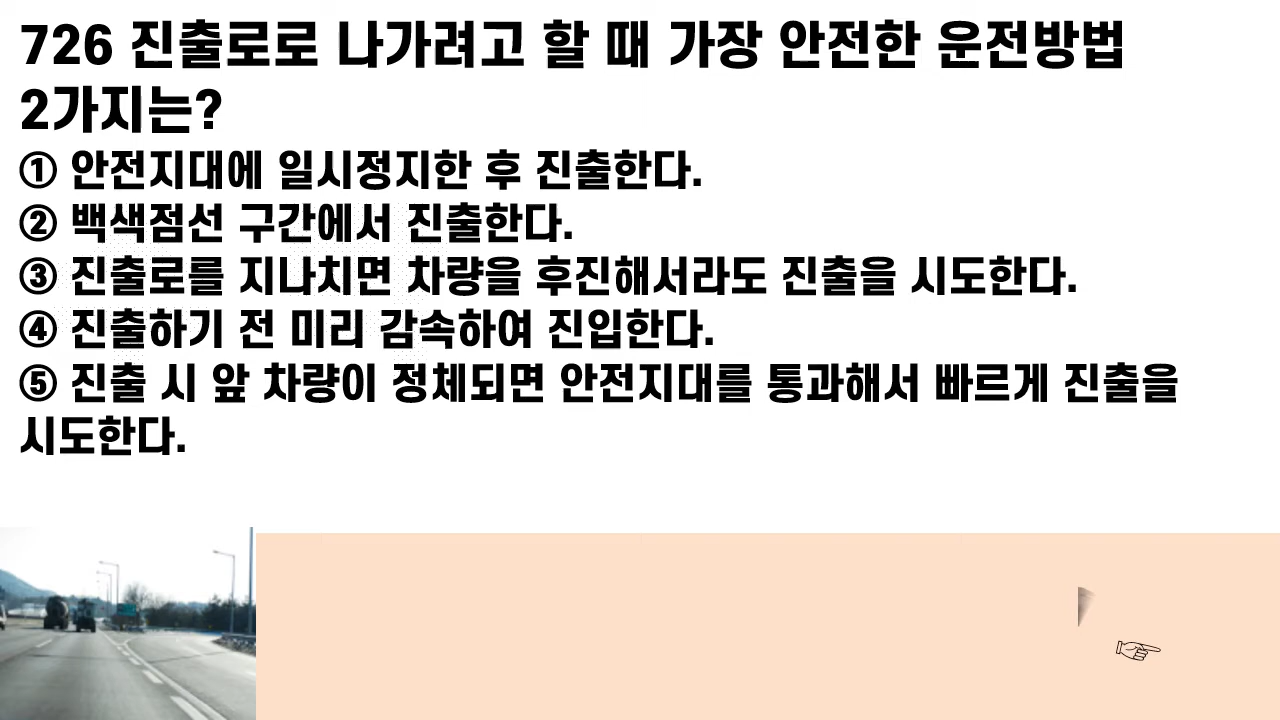 726 진출로로 나가려고 할 때 가장 안전한 운전방법
2가지는?
① 안전지대에 일시정지한 후 진출한다.
② 백색점선 구간에서 진출한다.
③ 진출로를 지나치면 차량을 후진해서라도 진출을 시도한다.
④ 진출하기 전 미리 감속하여 진입한다.
⑤ 진출 시 앞 차량이 정체되면 안전지대를 통과해서 빠르게 진출을
시도한다.